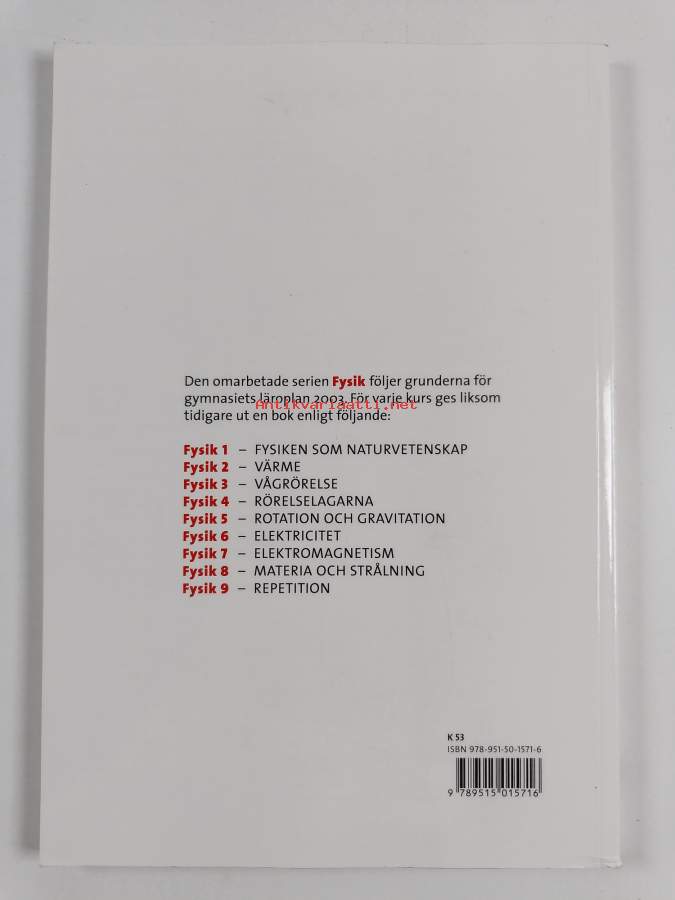 Den omarbetade serien Fysik följer grunderna för
gymnasiets läroplan 2003. För varje kurs ges liksom
Antikvariaatti.net
tidigare ut en bok enligt följande:
Fysik 1 – FYSIKEN SOM NATURVETENSKAP
Fysik 2 – VÄRME
Fysik 3 – VÅGRÖRELSE
Fysik 4 – RÖRELSELAGARNA
Fysik 5 – ROTATION OCH GRAVITATION
Fysik 6 – ELEKTRICITET
Fysik 7 – ELEKTROMAGNETISM
Fysik 8 – MATERIA OCH STRÅLNING
Fysik 9 – REPETITION
K 53
ISBN 978-951-50-1571-6
9 789515 015716